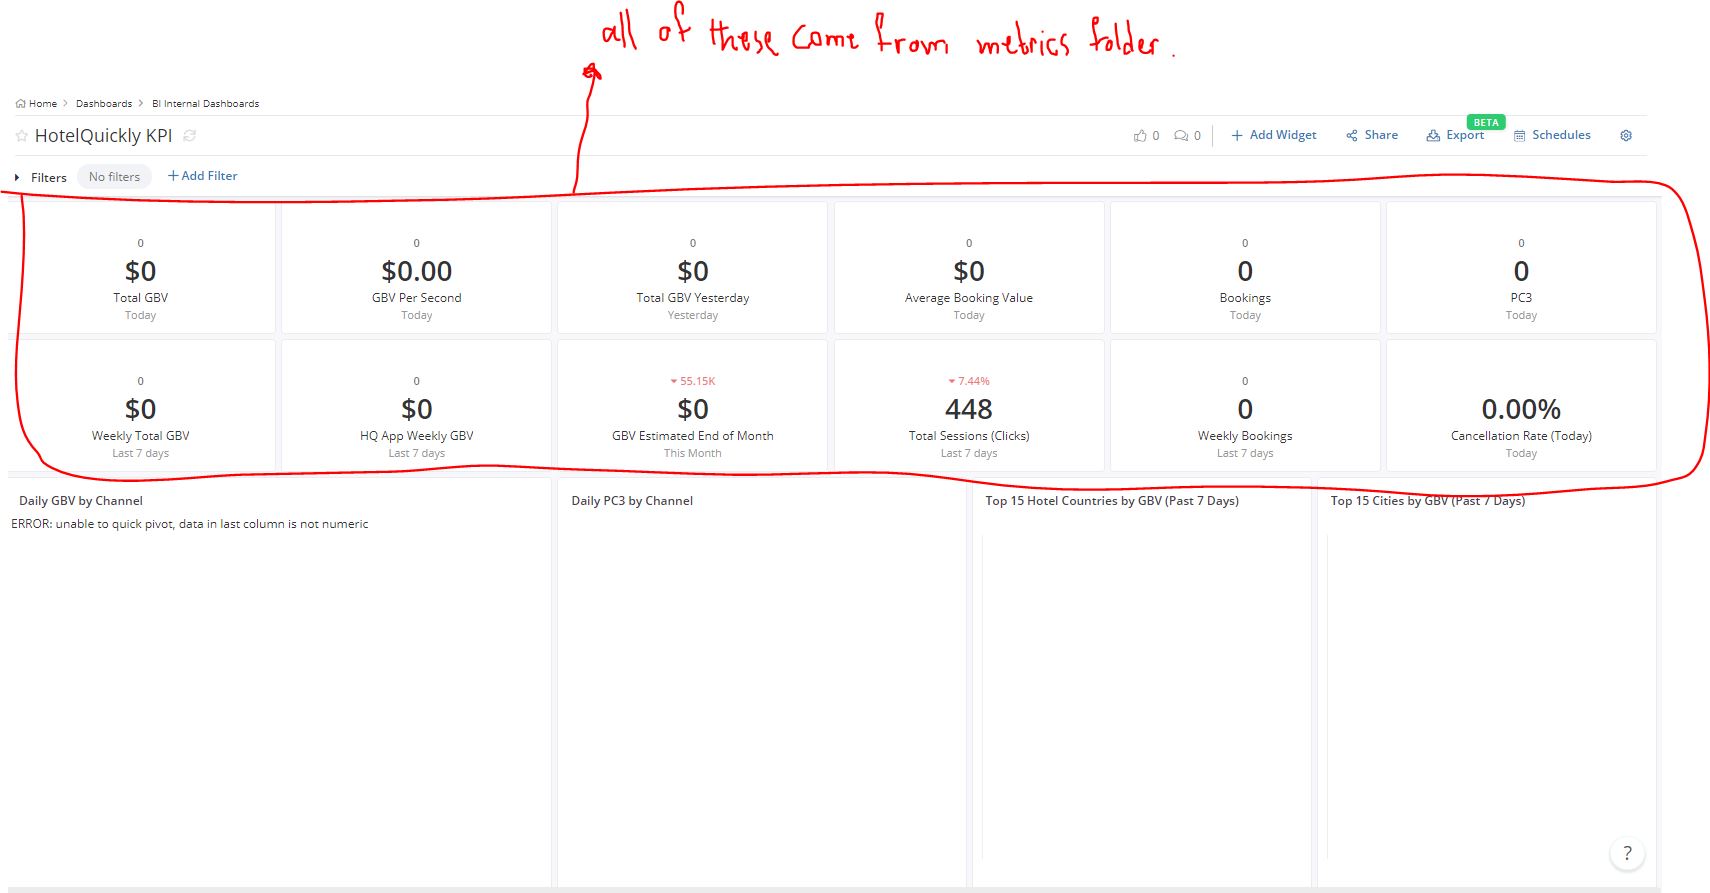 all of these come from metrics folder.
Home > Dashboards > BI Internal Dashboards
HotelQuickly KPI
0 0 + Add Widget Share Export BETA Schedules
Filters No filters + Add Filter
0
$0
Total GBV
Today
0
$0.00
GBV Per Second
Today
0
$0
Total GBV Yesterday
Yesterday
0
$0
Average Booking Value
Today
0
0
Bookings
Today
0
0
PC3
Today
0
$0
Weekly Total GBV
Last 7 days
0
$0
HQ App Weekly GBV
Last 7 days
55.15K
$0
GBV Estimated End of Month
This Month
7.44%
448
Total Sessions (Clicks)
Last 7 days
0
0
Weekly Bookings
Last 7 days
0.00%
Cancellation Rate (Today)
Today
Daily GBV by Channel
ERROR: unable to quick pivot, data in last column is not numeric
Daily PC3 by Channel
Top 15 Hotel Countries by GBV (Past 7 Days)
Top 15 Cities by GBV (Past 7 Days)
?